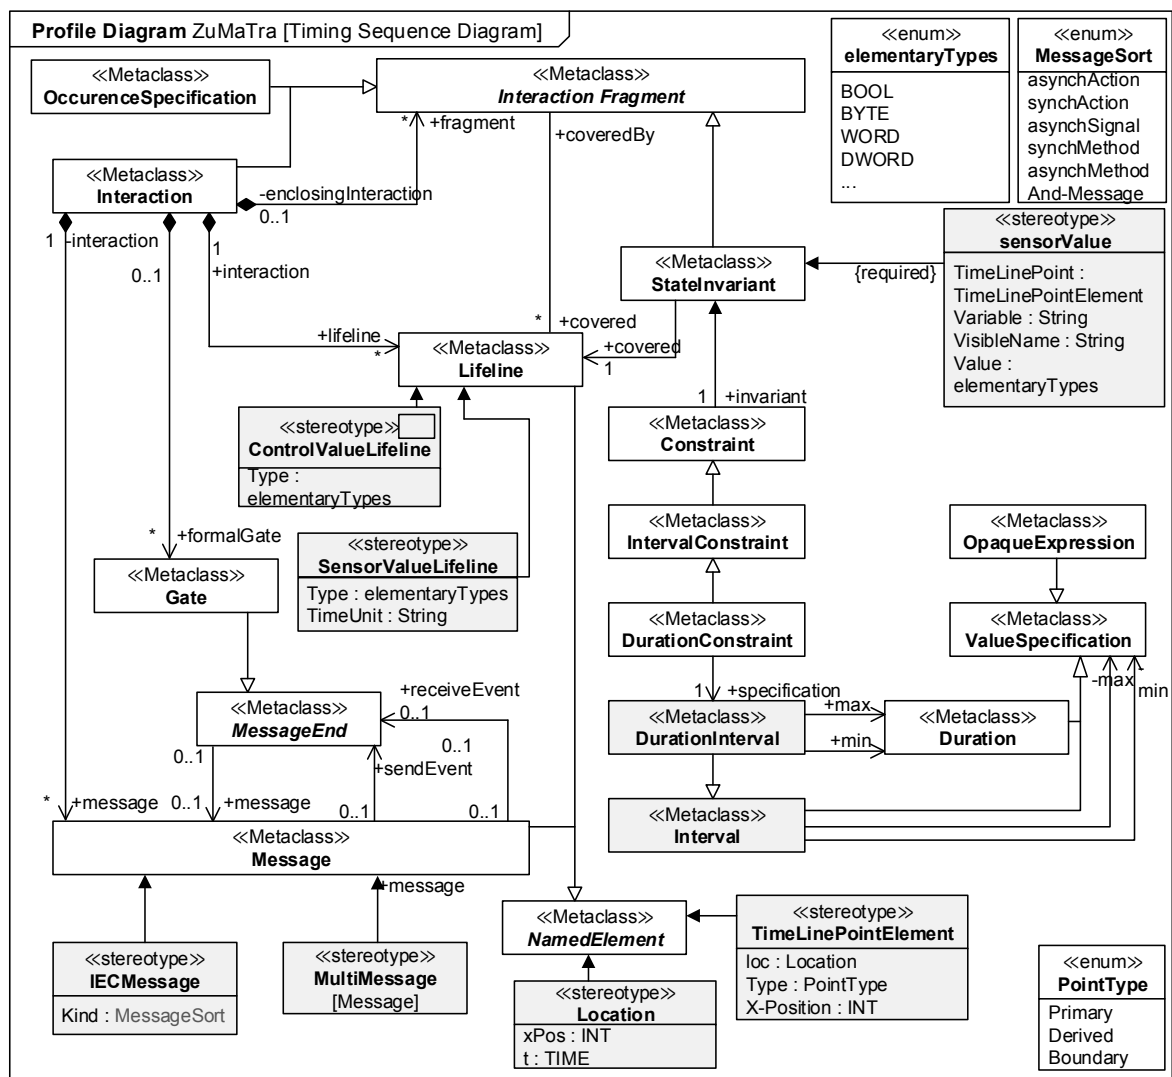 Profile Diagram ZuMaTra [Timing Sequence Diagram]
≪enum≫
elementaryTypes
BOOL
BYTE
WORD
DWORD
...
≪enum≫
MessageSort
asynchAction
synchAction
asynchSignal
synchMethod
asynchMethod
And-Message
≪Metaclass≫
OccurenceSpecification
≪Metaclass≫
Interaction Fragment
*
+fragment
+coveredBy
≪Metaclass≫
Interaction
-enclosingInteraction
0..1
1
-interaction
0..1
1
+interaction
≪stereotype≫
sensorValue
TimeLinePoint :
TimeLinePointElement
Variable : String
VisibleName : String
Value :
elementaryTypes
{required}
≪Metaclass≫
StateInvariant
*
+covered
+lifeline
*
≪Metaclass≫
Lifeline
+covered
1
1
+invariant
≪stereotype≫
ControlValueLifeline
Type :
elementaryTypes
≪Metaclass≫
Constraint
*
+formalGate
≪stereotype≫
SensorValueLifeline
Type : elementaryTypes
TimeUnit : String
≪Metaclass≫
IntervalConstraint
≪Metaclass≫
OpaqueExpression
≪Metaclass≫
Gate
≪Metaclass≫
DurationConstraint
≪Metaclass≫
ValueSpecification
-max
-
min
1
+specification
≪Metaclass≫
MessageEnd
+receiveEvent
0..1
≪Metaclass≫
DurationInterval
+max
+min
≪Metaclass≫
Duration
0..1
0..1
+sendEvent
*
+message
0..1
+message
0..1
0..1
≪Metaclass≫
Interval
≪Metaclass≫
Message
+message
≪stereotype≫
IECMessage
Kind : MessageSort
≪stereotype≫
MultiMessage
[Message]
≪Metaclass≫
NamedElement
≪stereotype≫
TimeLinePointElement
loc : Location
Type : PointType
X-Position : INT
≪stereotype≫
Location
xPos : INT
t : TIME
≪enum≫
PointType
Primary
Derived
Boundary